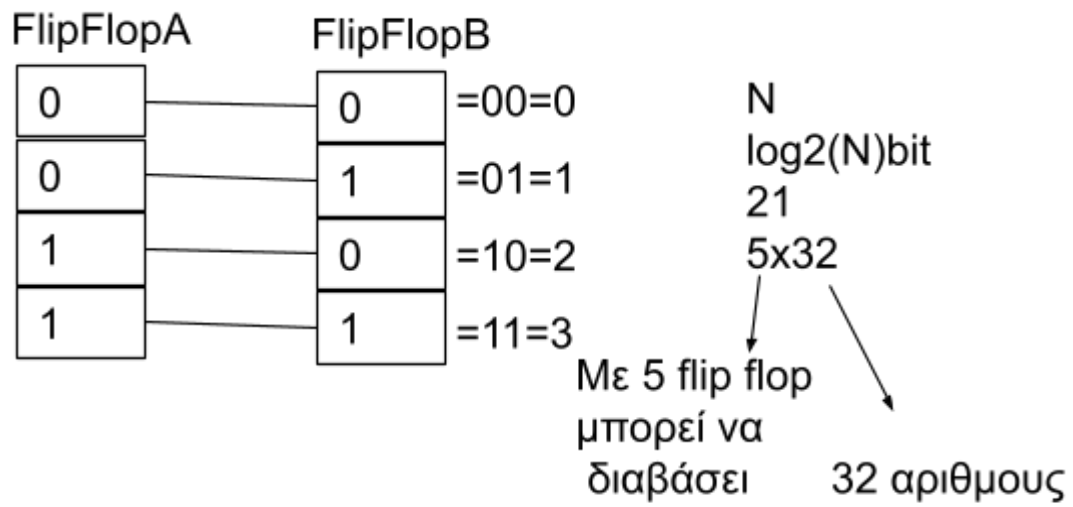 FlipFlopA FlipFlopB
0 0 =00=0
0 1 =01=1
1 0 =10=2
1 1 =11=3
N
log2(N)bit
21
5x32
Με 5 flip flop
μπορεί να
διαβάσει 32 αριθμους